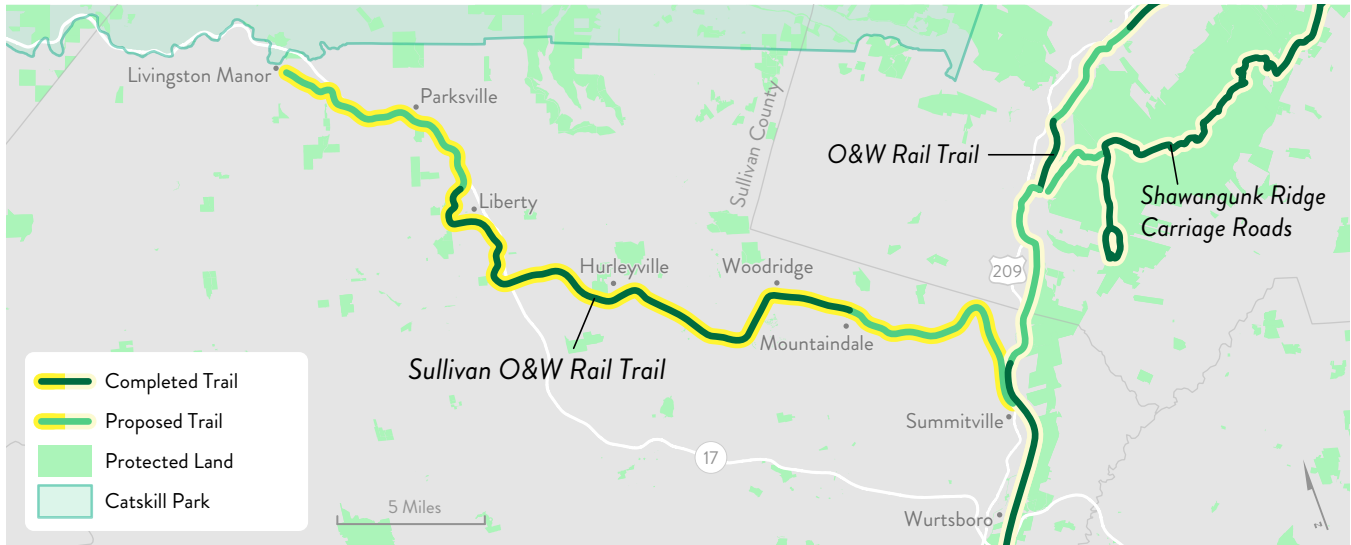 Livingston Manor
Parksville
Sullivan County
O&W Rail Trail
Shawangunk Ridge
Carriage Roads
Liberty
Hurleyville
Woodridge
209
Mountaindale
Sullivan O&W Rail Trail
Summitville
17
Wurtsboro
Completed Trail
Proposed Trail
Protected Land
Catskill Park
5 Miles
N